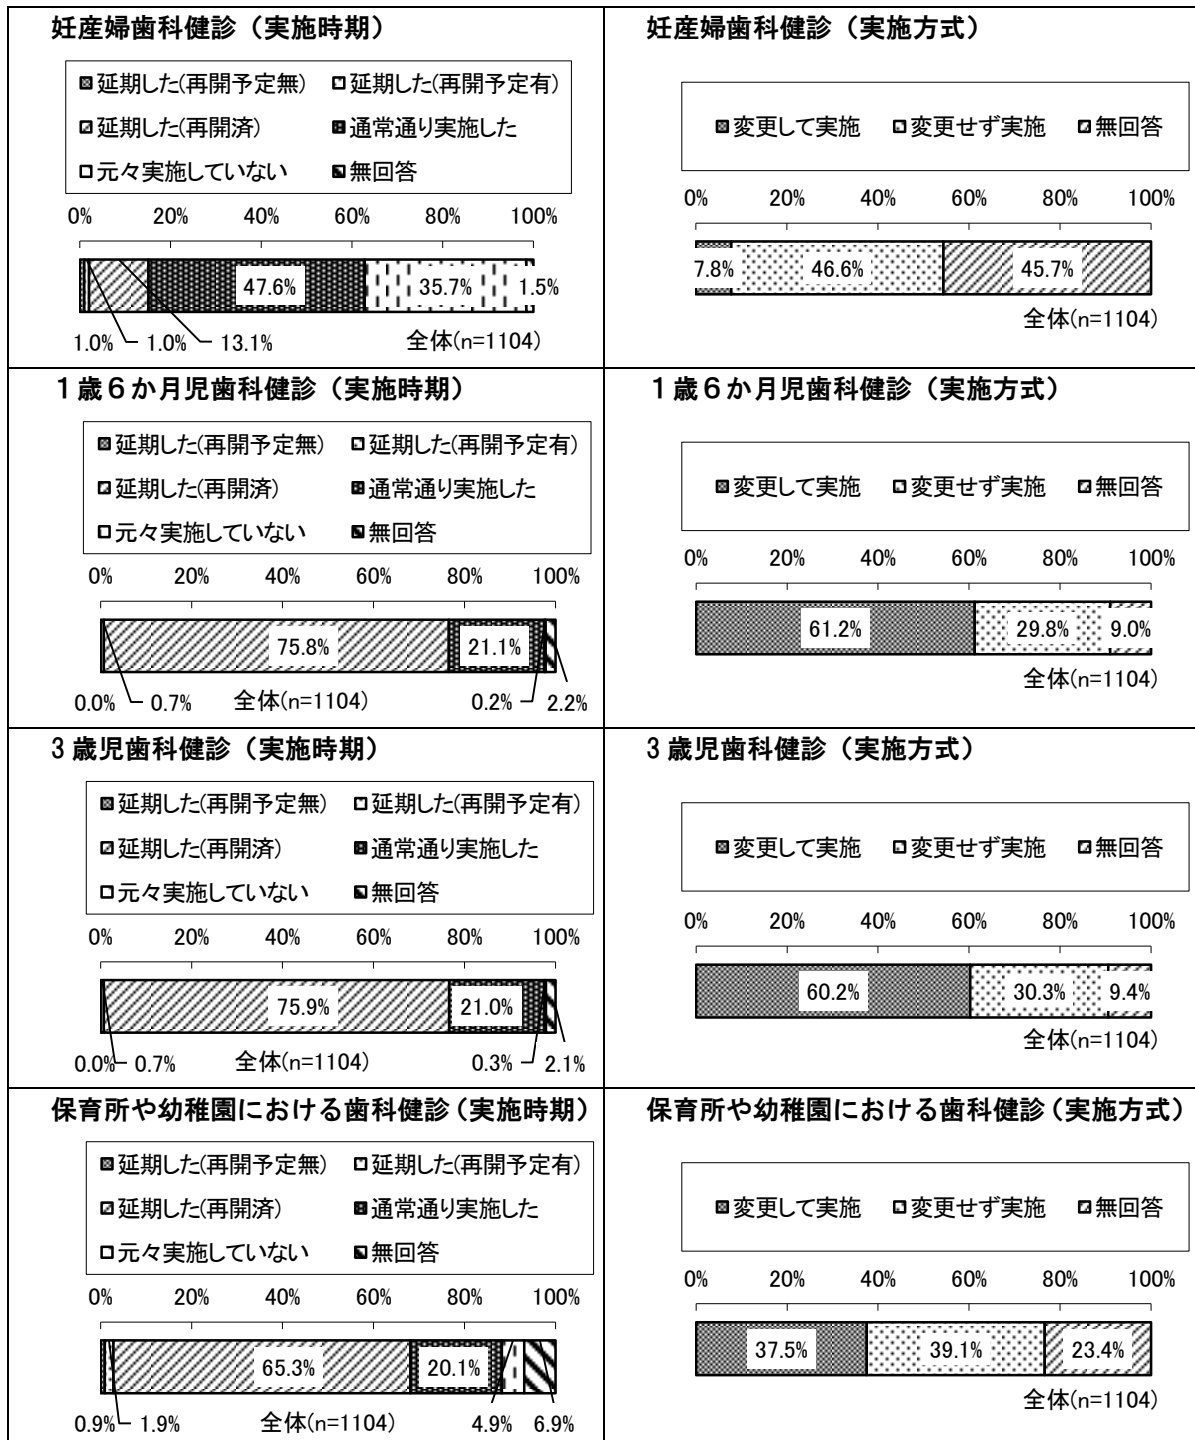 妊産婦歯科健診（実施時期）
延期した(再開予定無) 延期した(再開予定有)
延期した(再開済) 通常通り実施した
元々実施していない 無回答
0% 20% 40% 60% 80% 100%
47.6% 35.7% 1.5%
1.0% 1.0% 13.1% 全体(n=1104)
妊産婦歯科健診（実施方式）
変更して実施 変更せず実施 無回答
0% 20% 40% 60% 80% 100%
7.8% 46.6% 45.7%
全体(n=1104)
1歳6か月児歯科健診（実施時期）
延期した(再開予定無) 延期した(再開予定有)
延期した(再開済) 通常通り実施した
元々実施していない 無回答
0% 20% 40% 60% 80% 100%
75.8% 21.1%
0.0% 0.7% 全体(n=1104) 0.2% 2.2%
1歳6か月児歯科健診（実施方式）
変更して実施 変更せず実施 無回答
0% 20% 40% 60% 80% 100%
61.2% 29.8% 9.0%
全体(n=1104)
3歳児歯科健診（実施時期）
延期した(再開予定無) 延期した(再開予定有)
延期した(再開済) 通常通り実施した
元々実施していない 無回答
0% 20% 40% 60% 80% 100%
75.9% 21.0%
0.0% 0.7% 全体(n=1104) 0.3% 2.1%
3歳児歯科健診（実施方式）
変更して実施 変更せず実施 無回答
0% 20% 40% 60% 80% 100%
60.2% 30.3% 9.4%
全体(n=1104)
保育所や幼稚園における歯科健診（実施時期）
延期した(再開予定無) 延期した(再開予定有)
延期した(再開済) 通常通り実施した
元々実施していない 無回答
0% 20% 40% 60% 80% 100%
65.3% 20.1%
0.9% 1.9% 全体(n=1104) 4.9% 6.9%
保育所や幼稚園における歯科健診（実施方式）
変更して実施 変更せず実施 無回答
0% 20% 40% 60% 80% 100%
37.5% 39.1% 23.4%
全体(n=1104)